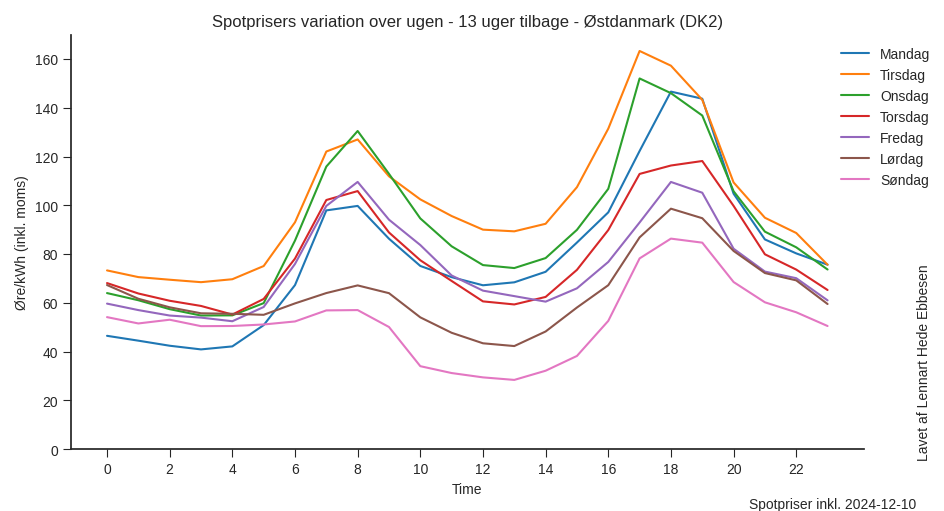 Spotprisers variation over ugen - 13 uger tilbage - Østdanmark (DK2)
Øre/kWh (inkl. moms)
160
140
120
100
80
60
40
20
0
0 2 4 6 8 10 12 14 16 18 20 22
Time
Mandag
Tirsdag
Onsdag
Torsdag
Fredag
Lørdag
Søndag
Lavet af Lennart Hede Ebbesen
Spotpriser inkl. 2024-12-10